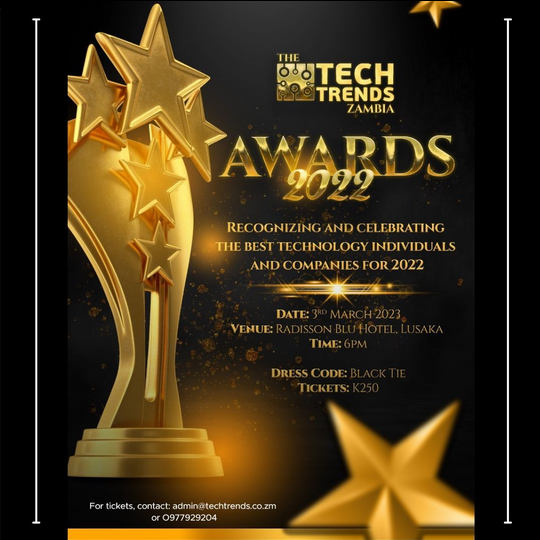 THE
TECH
TRENDS
ZAMBIA
AWARDS
2022
RECOGNIZING AND CELEBRATING
THE BEST TECHNOLOGY INDIVIDUALS
AND COMPANIES FOR 2022
DATE: 3RD MARCH 2023
VENUE: RADISSON BLU HOTEL, LUSAKA
TIME: 6PM
DRESS CODE: BLACK TIE
TICKETS: K250
For tickets, contact: admin@techtrends.co.zm
or 0977929204